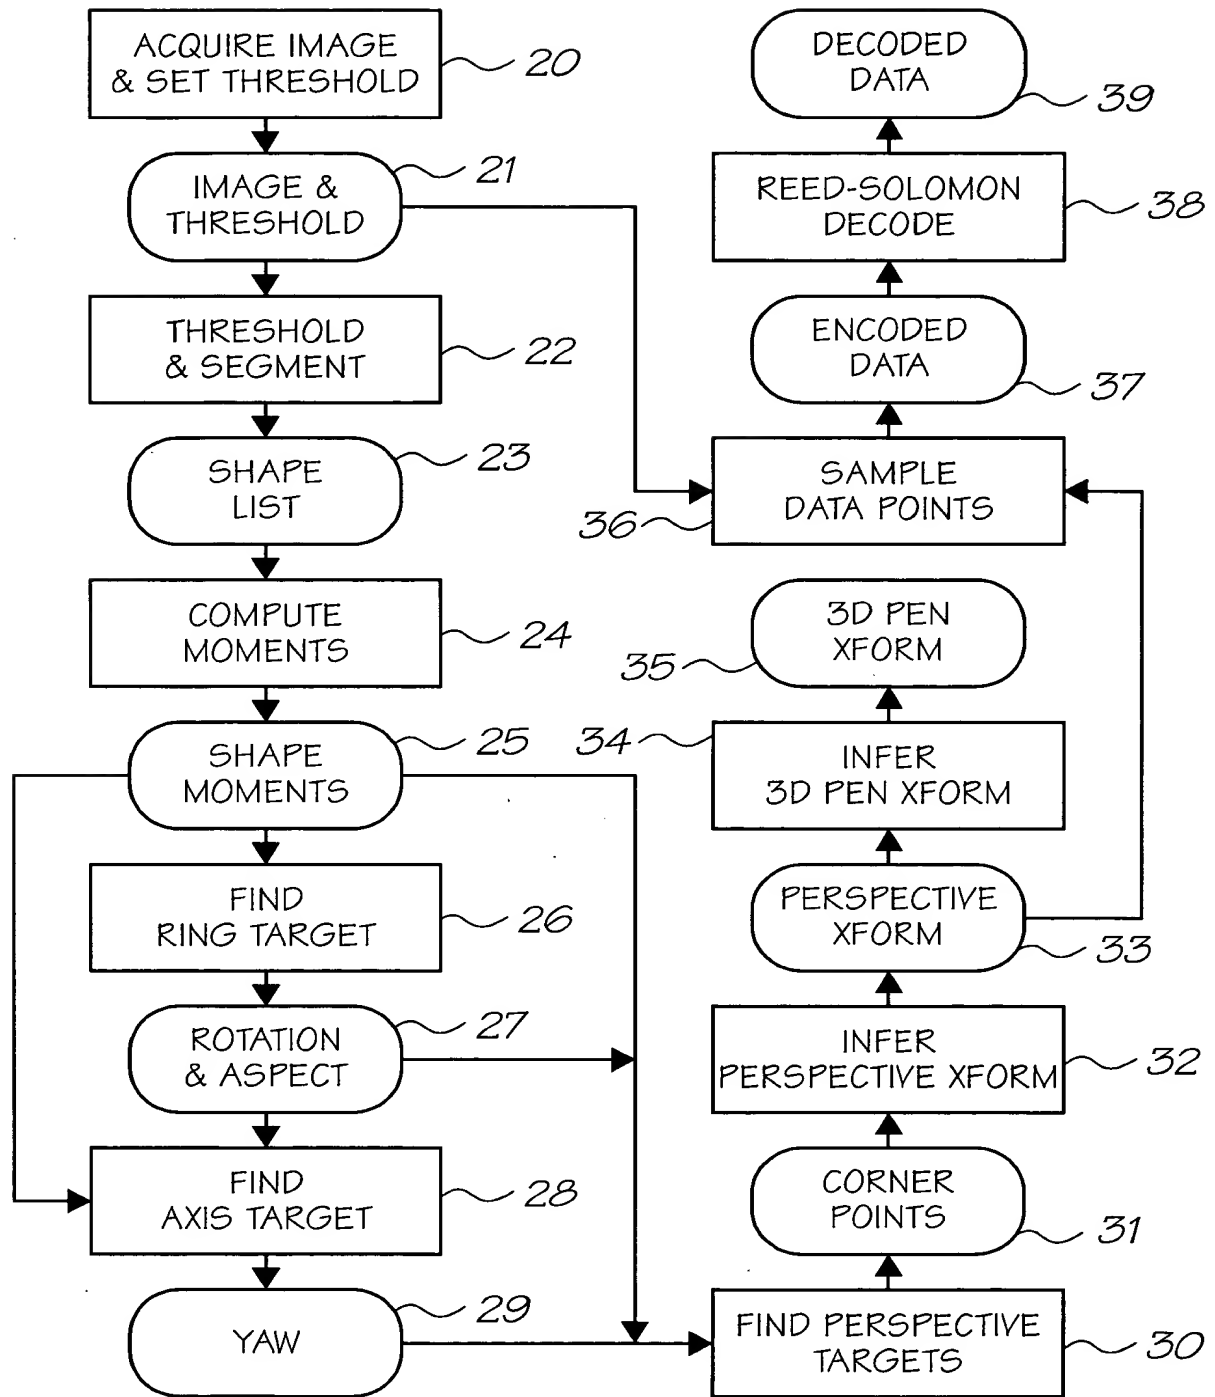 ACQUIRE IMAGE
& SET THRESHOLD
20
IMAGE &
THRESHOLD
21
THRESHOLD
& SEGMENT
22
SHAPE
LIST
23
COMPUTE
MOMENTS
24
SHAPE
MOMENTS
25
FIND
RING TARGET
26
ROTATION
& ASPECT
27
FIND
AXIS TARGET
28
YAW
29
FIND PERSPECTIVE
TARGETS
30
CORNER
POINTS
31
INFER
PERSPECTIVE XFORM
32
PERSPECTIVE
XFORM
33
INFER
3D PEN XFORM
34
3D PEN
XFORM
35
SAMPLE
DATA POINTS
36
ENCODED
DATA
37
REED-SOLOMON
DECODE
38
DECODED
DATA
39